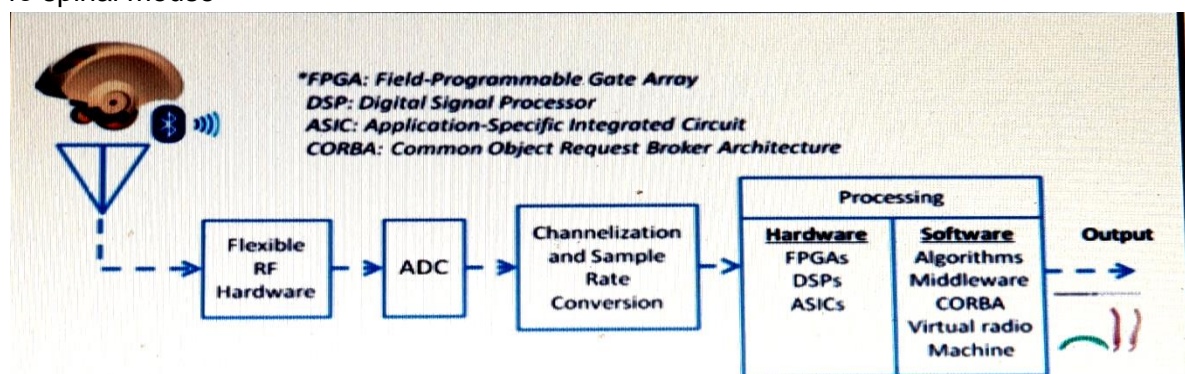 *FPGA: Field-Programmable Gate Array
DSP: Digital Signal Processor
ASIC: Application-Specific Integrated Circuit
CORBA: Common Object Request Broker Architecture
Flexible
RF
Hardware
ADC
Channelization
and Sample
Rate
Conversion
Processing
Hardware
FPGAs
DSPs
ASICs
Software
Algorithms
Middleware
CORBA
Virtual radio
Machine
Output